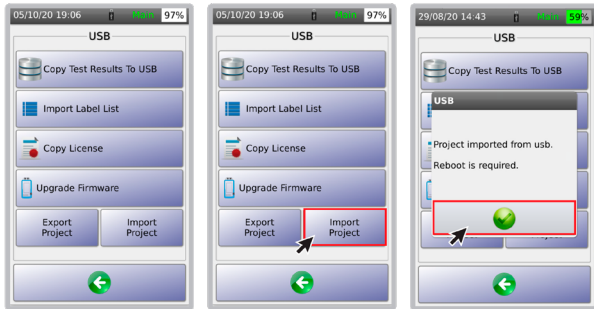 05/10/20 19:06 Main 97%
USB
Copy Test Results To USB
Import Label List
Copy License
Upgrade Firmware
Export Project
Import Project
05/10/20 19:06 Main 97%
USB
Copy Test Results To USB
Import Label List
Copy License
Upgrade Firmware
Export Project
Import Project
29/08/20 14:43 Main 59%
USB
Copy Test Results To USB
USB
Project imported from usb.
Reboot is required.